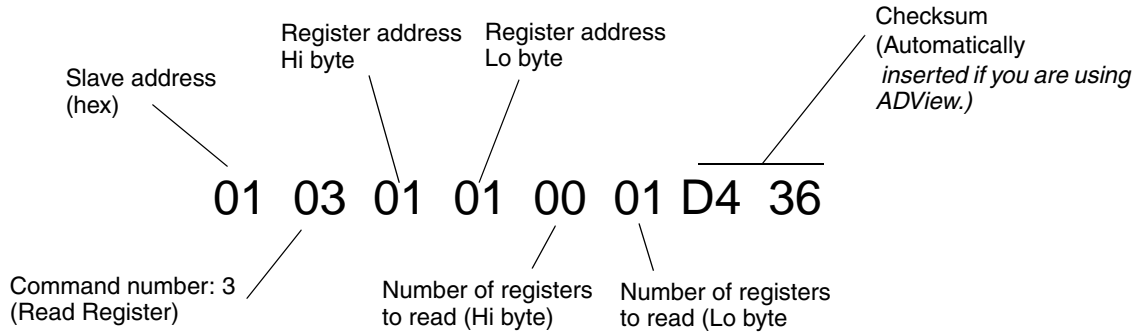 Slave address
(hex)
Register address
Hi byte
Register address
Lo byte
Checksum
(Automatically
inserted if you are using
ADView.)
01 03 01 01 00 01 D4 36
Command number: 3
(Read Register)
Number of registers
to read (Hi byte)
Number of registers
to read (Lo byte